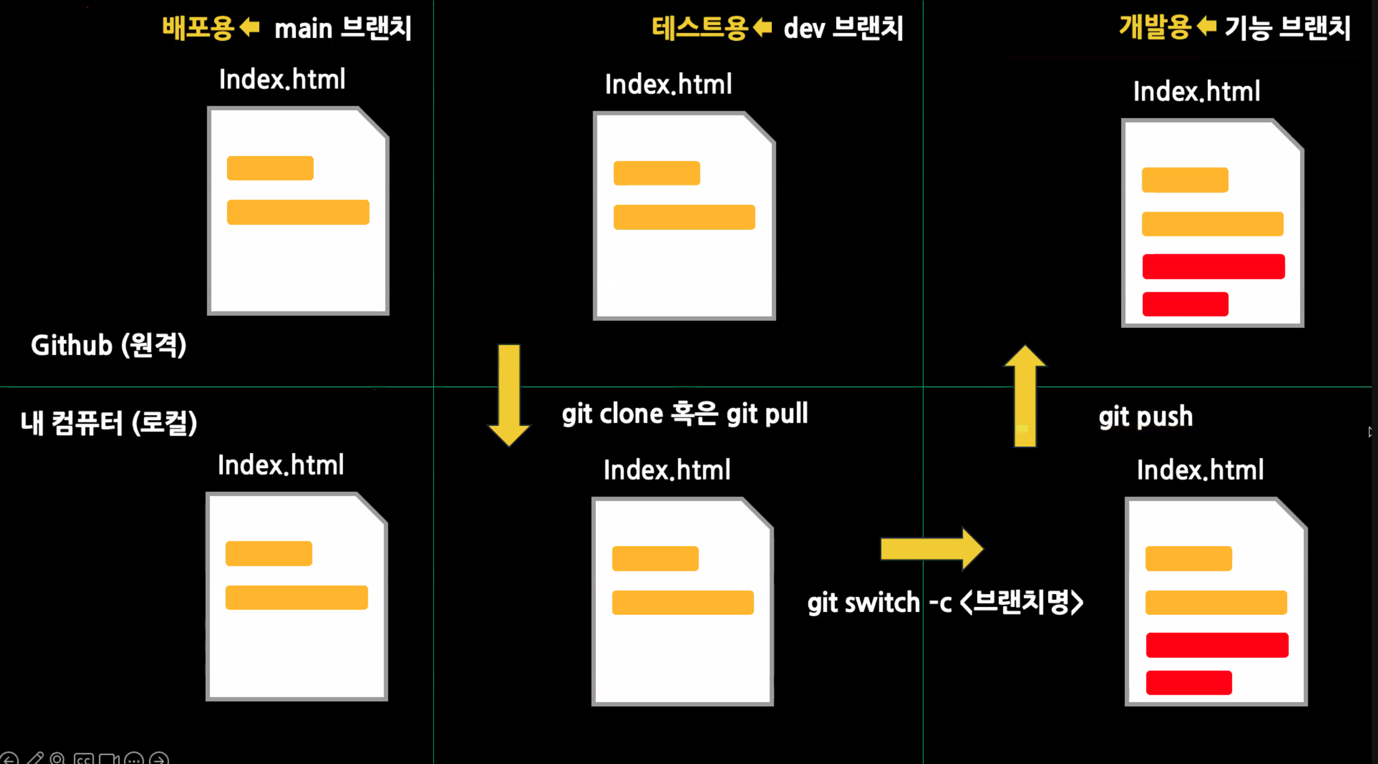 배포용 main 브랜치
테스트용 dev 브랜치
개발용 기능 브랜치
Index.html
Index.html
Index.html
Github (원격)
내 컴퓨터 (로컬)
git clone 혹은 git pull
git push
Index.html
Index.html
Index.html
git switch -c <브랜치명>
CC